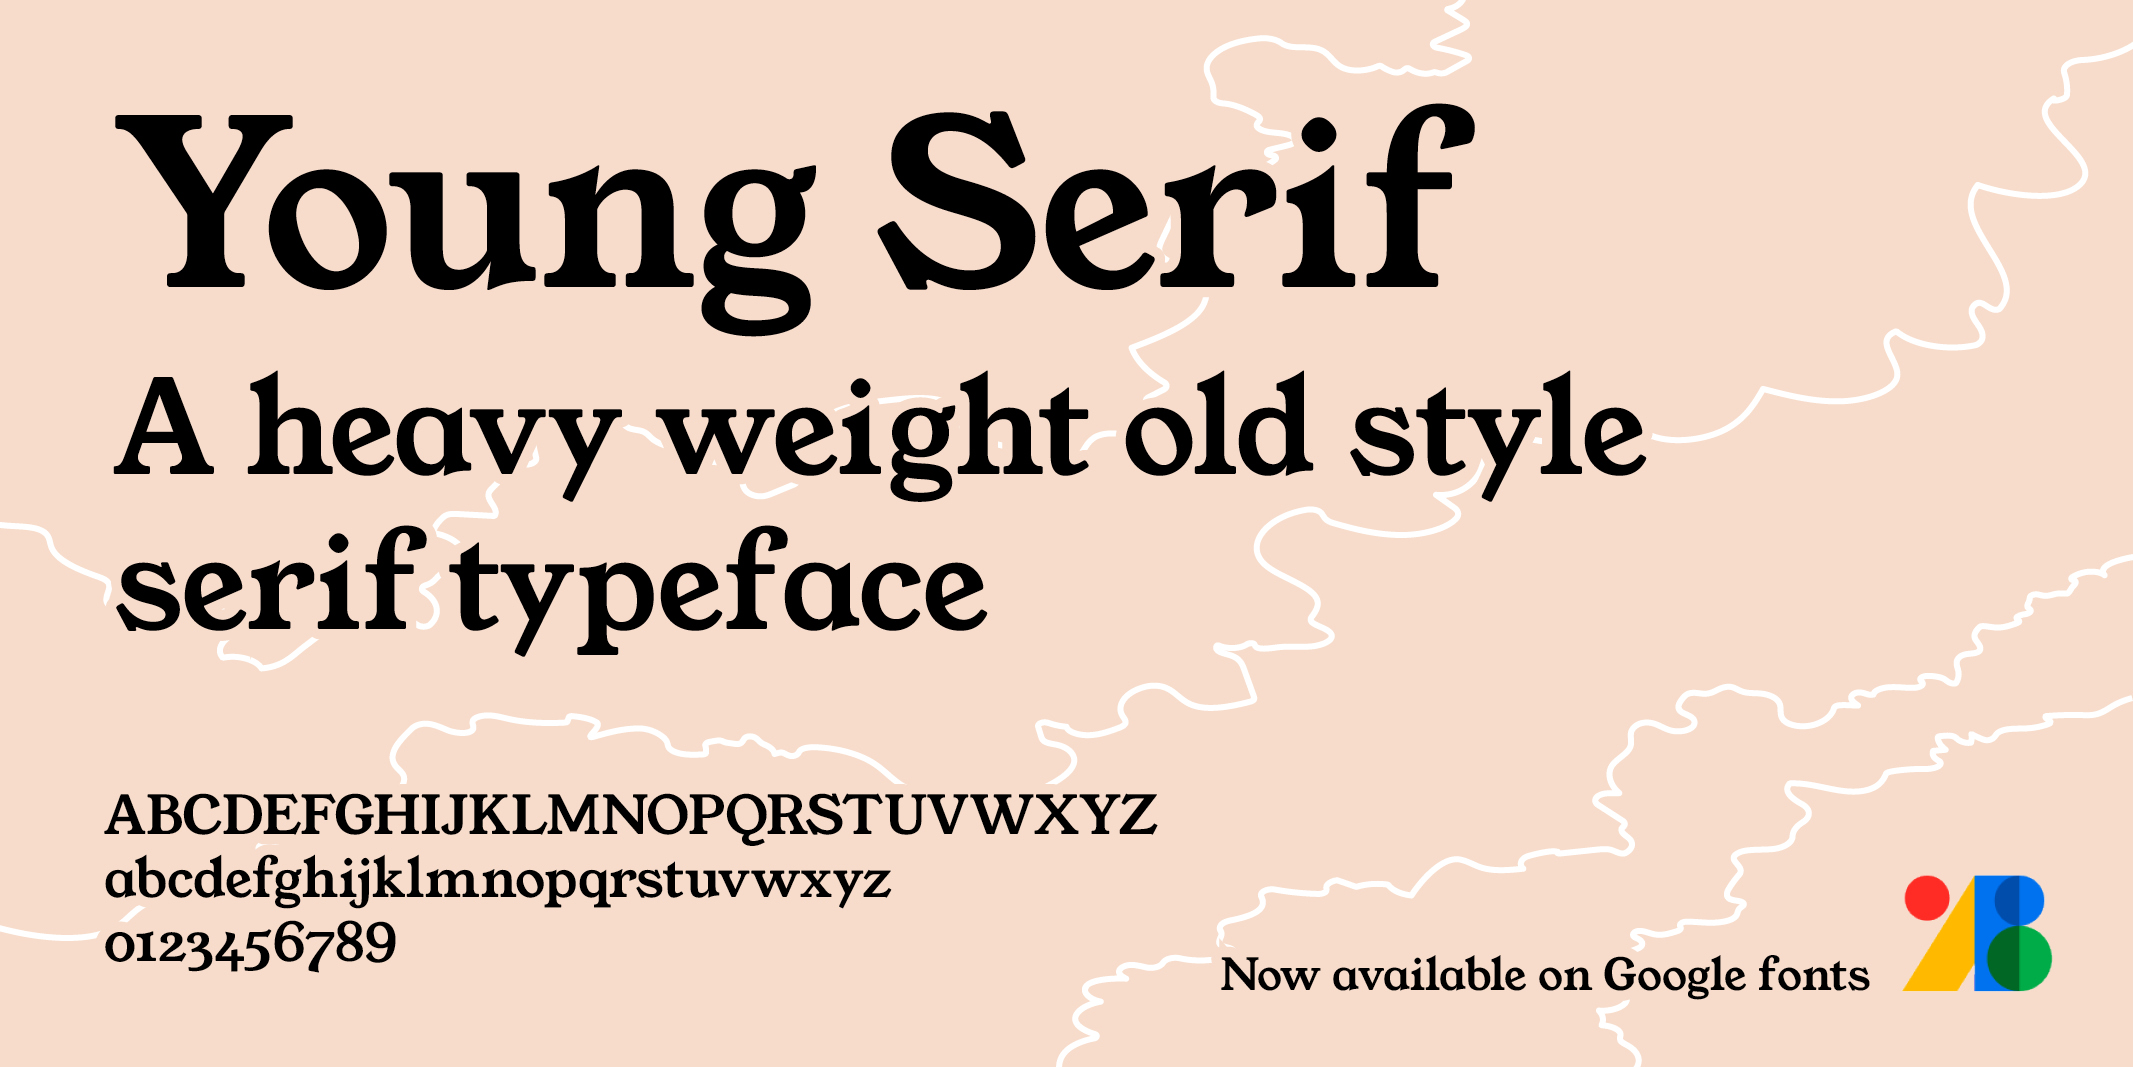 Young Serif
A heavy weight old style
serif typeface
ABCDEFGHIJKLMNOPQRSTUVWXYZ
abcdefghijklmnopqrstuvwxyz
0123456789
Now available on Google fonts